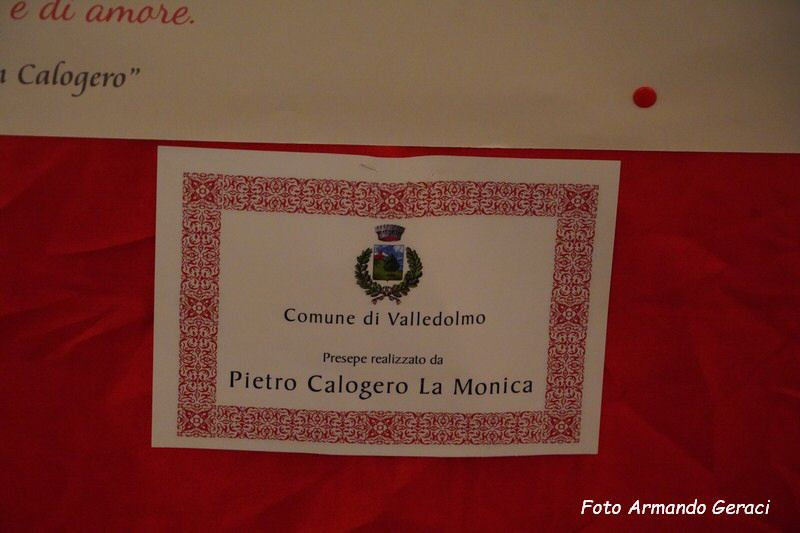 e di amore.
Calogero”
Comune di Valledolmo
Presepe realizzato da
Pietro Calogero La Monica
Foto Armando Geraci